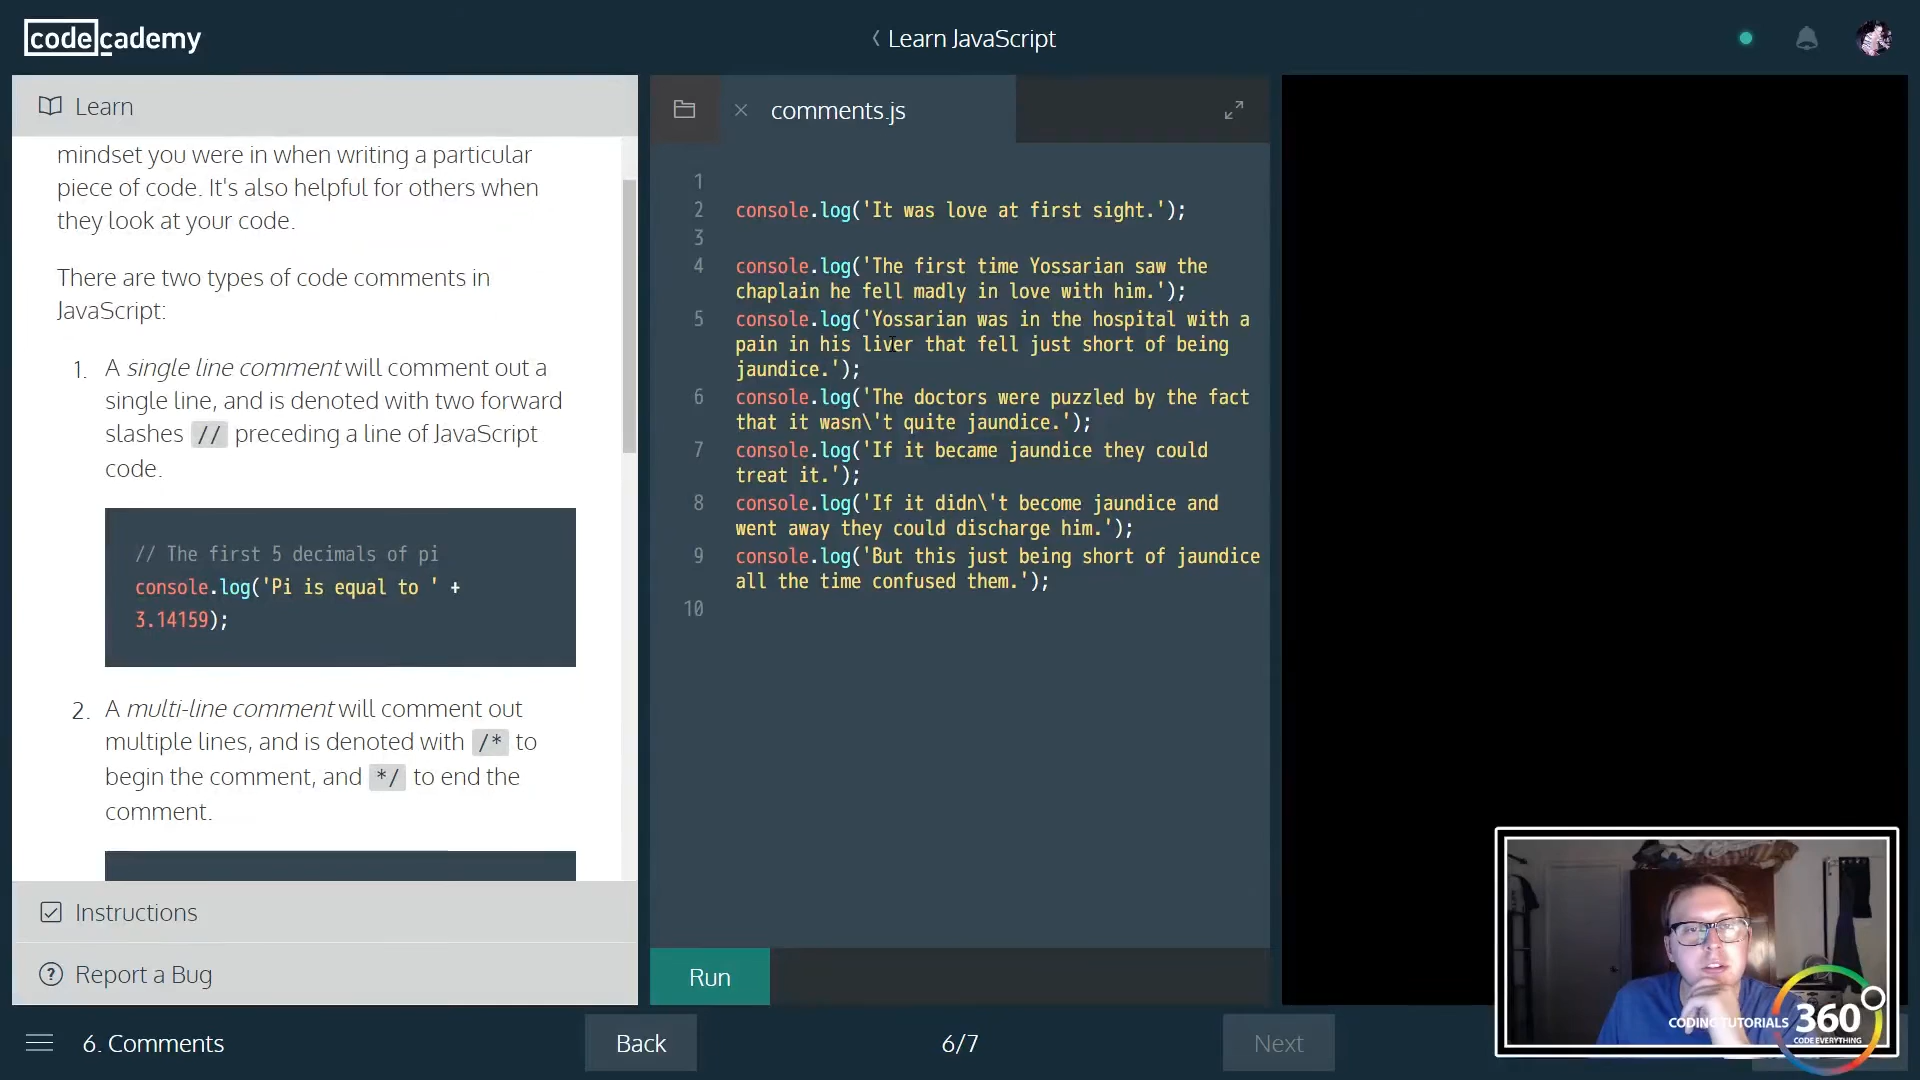 codecademy
Learn JavaScript
Learn
mindset you were in when writing a particular
piece of code. It's also helpful for others when
they look at your code.
There are two types of code comments in
JavaScript:
1. A single line comment will comment out a
single line, and is denoted with two forward
slashes // preceding a line of JavaScript
code.
// The first 5 decimals of pi
console.log('Pi is equal to ' +
3.14159);
2. A multi-line comment will comment out
multiple lines, and is denoted with /* to
begin the comment, and */ to end the
comment.
Instructions
Report a Bug
comments.js
1
2 console.log('It was love at first sight.');
3
4 console.log('The first time Yossarian saw the
chaplain he fell madly in love with him.');
5 console.log('Yossarian was in the hospital with a
pain in his liver that fell just short of being
jaundice.');
6 console.log('The doctors were puzzled by the fact
that it wasn\'t quite jaundice.');
7 console.log('If it became jaundice they could
treat it.');
8 console.log('If it didn\'t become jaundice and
went away they could discharge him.');
9 console.log('But this just being short of jaundice
all the time confused them.');
10
Run
6. Comments
Back
6/7
Next
CODING TUTORIALS 360
CODE EVERYTHING